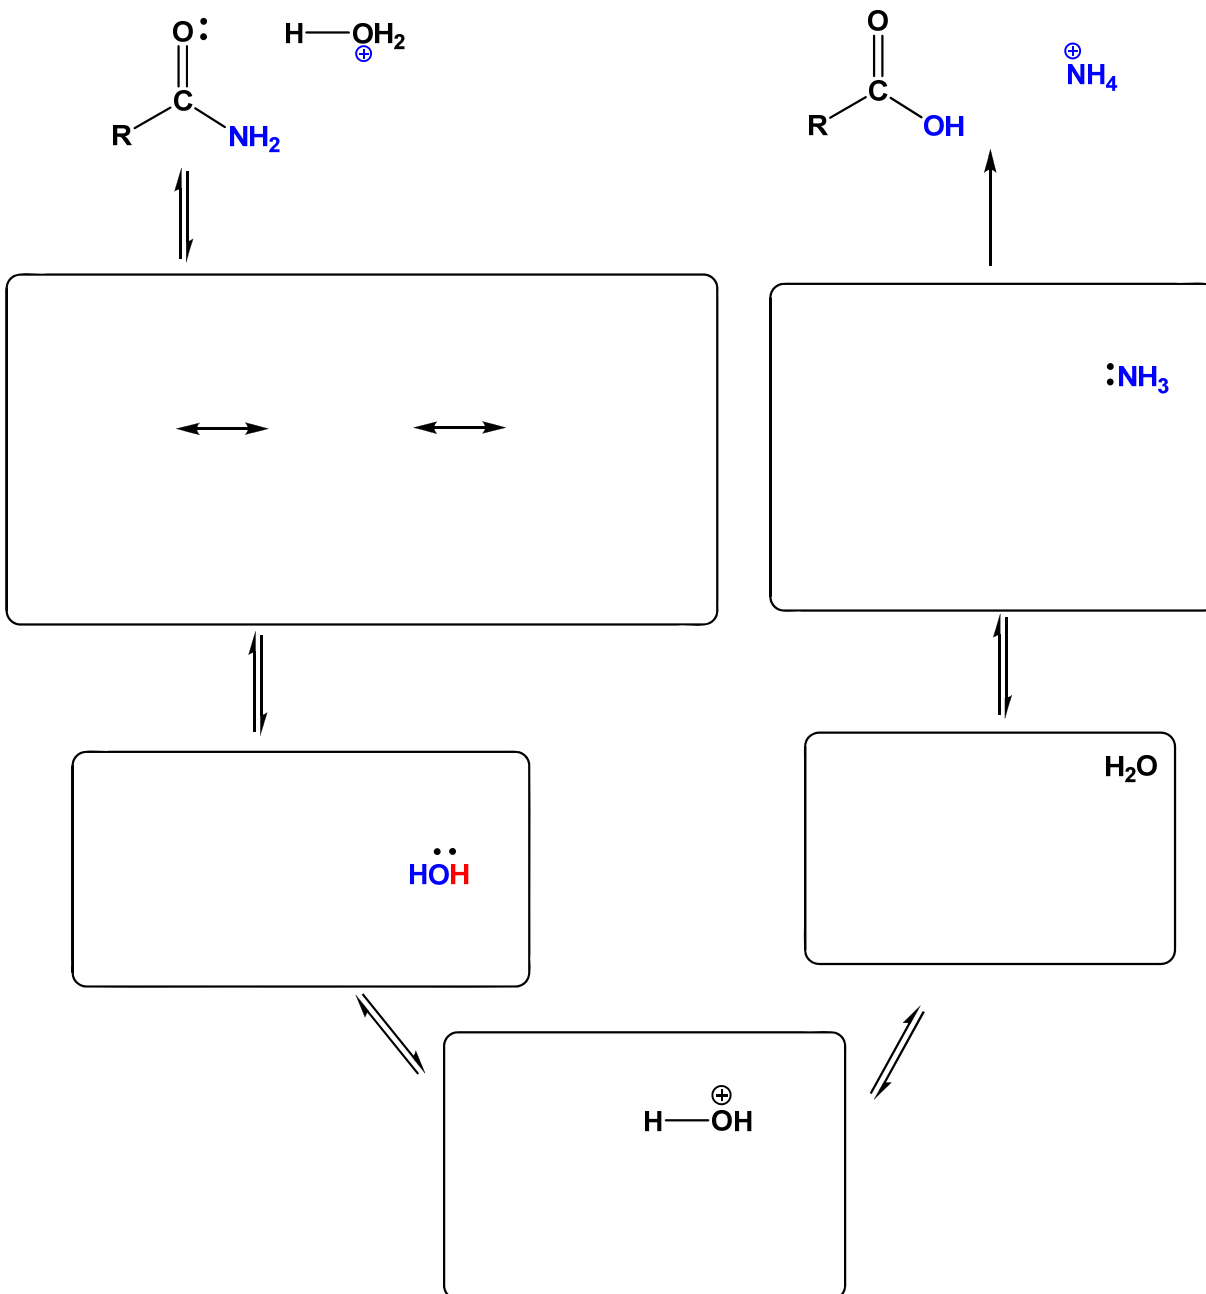 O: H—OH₂
⊕
C
R NH₂
O
⊕
NH₄
C
R OH
:NH₃
H₂O
HOH
⊕
H—OH